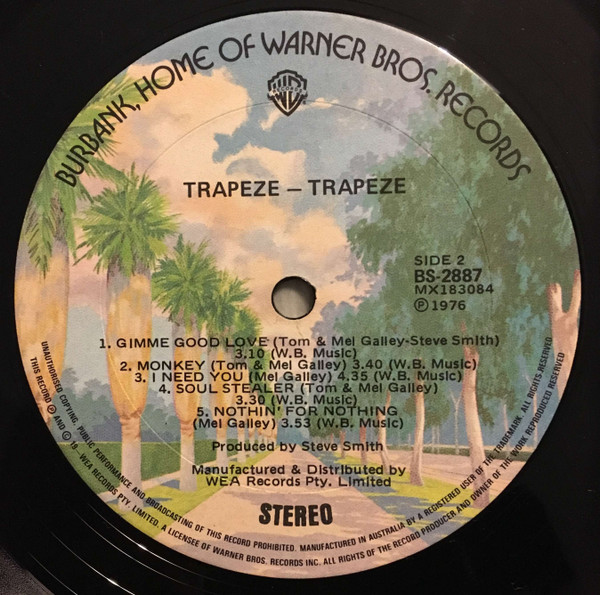 BURBANK, HOME OF WARNER BROS. RECORDS
WB
RECORDS
TRAPEZE – TRAPEZE
SIDE 2
BS-2887
MX183084
Ⓟ 1976
1. GIMME GOOD LOVE (Tom & Mel Galley-Steve Smith)
3.10 (W.B. Music)
2. MONKEY (Tom & Mel Galley) 3.40 (W.B. Music)
3. I NEED YOU (Mel Galley) 4.35 (W.B. Music)
4. SOUL STEALER (Tom & Mel Galley)
3.30 (W.B. Music)
5. NOTHIN' FOR NOTHING
(Mel Galley) 3.53 (W.B. Music)
Produced by Steve Smith
Manufactured & Distributed by
WEA Records Pty. Limited
STEREO
UNAUTHORISED COPYING, PUBLIC PERFORMANCE AND BROADCASTING OF THIS RECORD PROHIBITED. MANUFACTURED IN AUSTRALIA BY A REGISTERED USER OF THE TRADEMARK. ALL RIGHTS RESERVED
THIS RECORD Ⓟ AND © 19 WEA RECORDS PTY. LIMITED. A LICENSEE OF WARNER BROS. RECORDS INC. ALL RIGHTS OF THE RECORD PRODUCER AND OWNER OF THE WORK REPRODUCED RESERVED